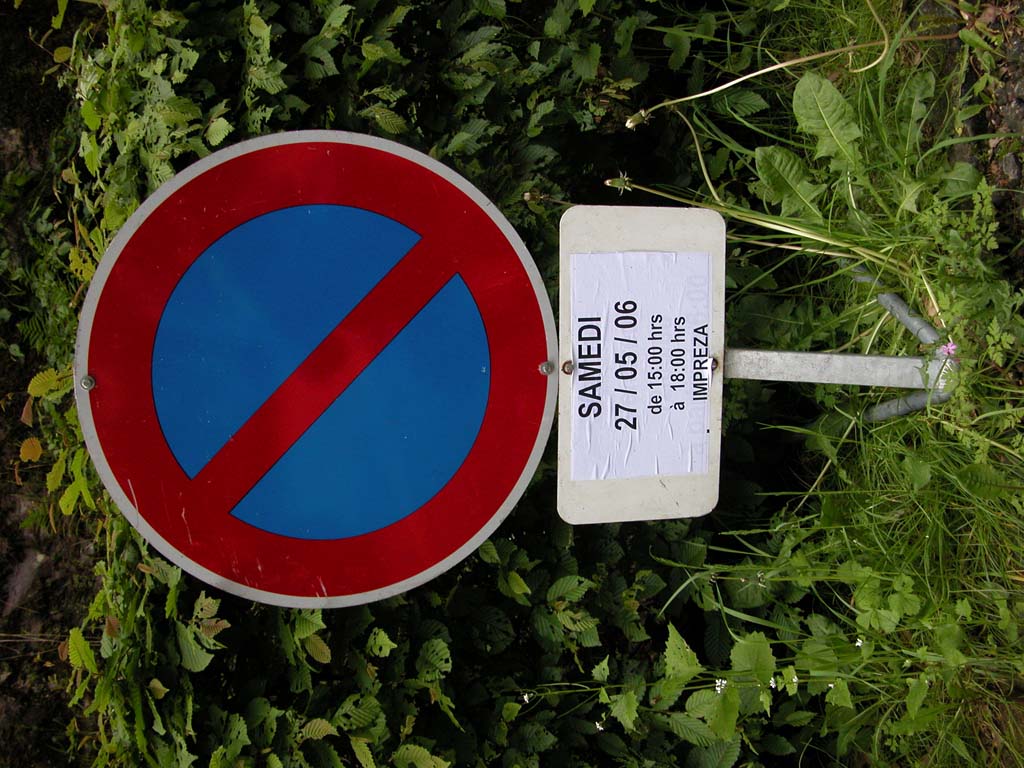 SAMEDI
27 / 05 / 06
de 15:00 hrs
à 18:00 hrs
IMPREZA